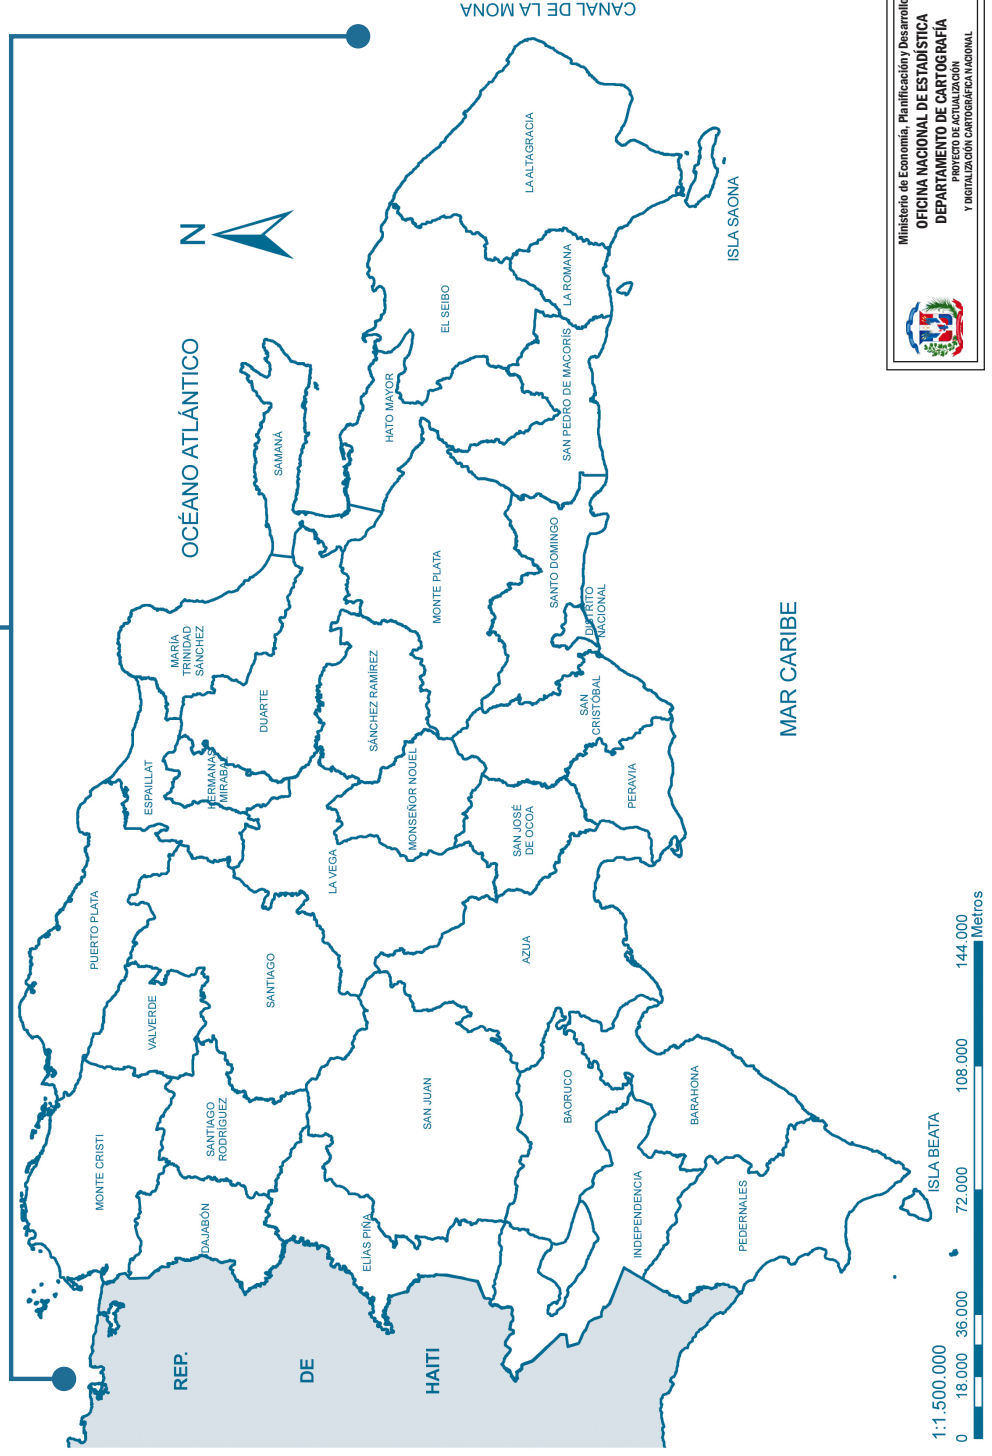 CANAL DE LA MONA
N
OCÉANO ATLÁNTICO
MAR CARIBE
ISLA SAONA
ISLA BEATA
REP.
DE
HAITI
MONTE CRISTI
PUERTO PLATA
ESPAILLAT
MARÍA
TRINIDAD
SÁNCHEZ
SAMANÁ
DAJABÓN
SANTIAGO
RODRÍGUEZ
VALVERDE
SANTIAGO
HERMANAS
MIRABAL
DUARTE
LA VEGA
SÁNCHEZ RAMÍREZ
MONSEÑOR NOUEL
MONTE PLATA
HATO MAYOR
EL SEIBO
LA ALTAGRACIA
LA ROMANA
SAN PEDRO DE MACORÍS
SANTO DOMINGO
DISTRITO
NACIONAL
SAN
CRISTÓBAL
PERAVIA
SAN JOSÉ
DE OCOA
AZUA
SAN JUAN
ELÍAS PIÑA
BAORUCO
INDEPENDENCIA
BARAHONA
PEDERNALES
1:1.500.000
0 18.000 36.000 72.000 108.000 144.000
Metros
Ministerio de Economía, Planificación y Desarrollo
OFICINA NACIONAL DE ESTADÍSTICA
DEPARTAMENTO DE CARTOGRAFÍA
PROYECTO DE ACTUALIZACIÓN
Y DIGITALIZACIÓN CARTOGRÁFICA NACIONAL